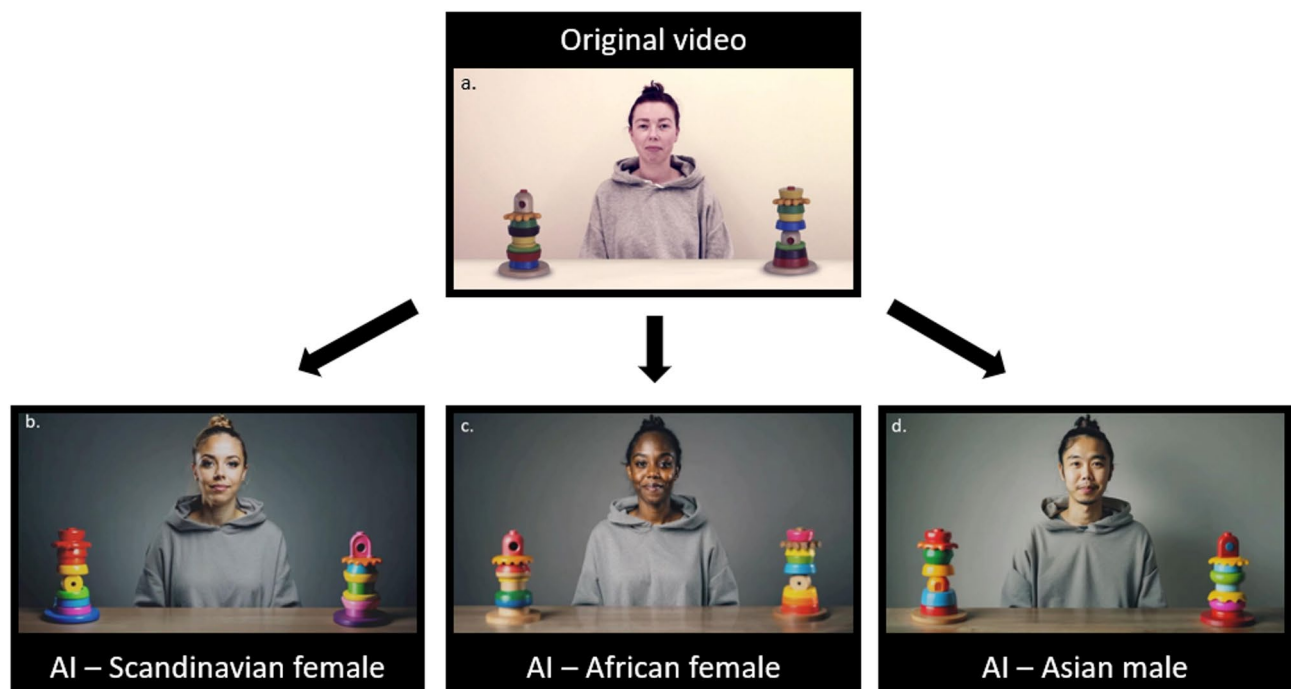 Original video
a.
b.
c.
d.
AI – Scandinavian female
AI – African female
AI – Asian male